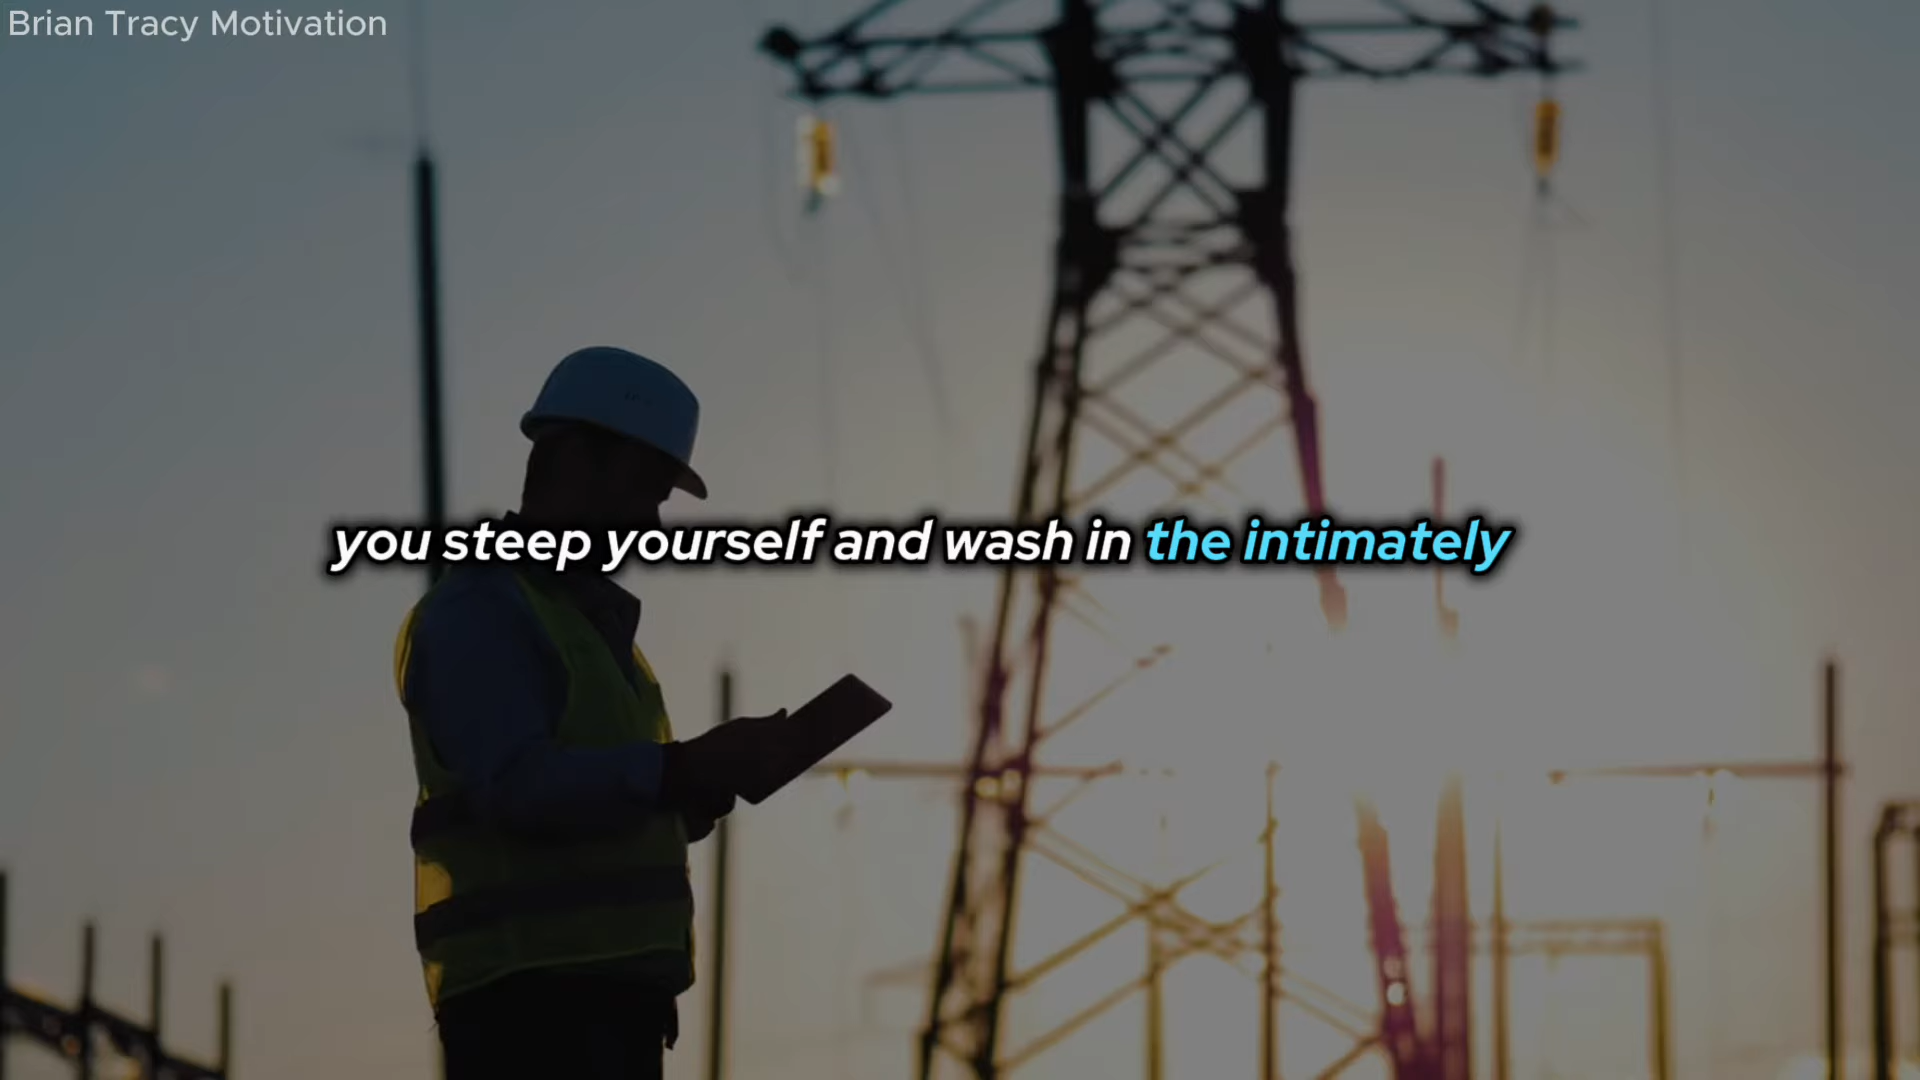 Brian Tracy Motivation
you steep yourself and wash in the intimately